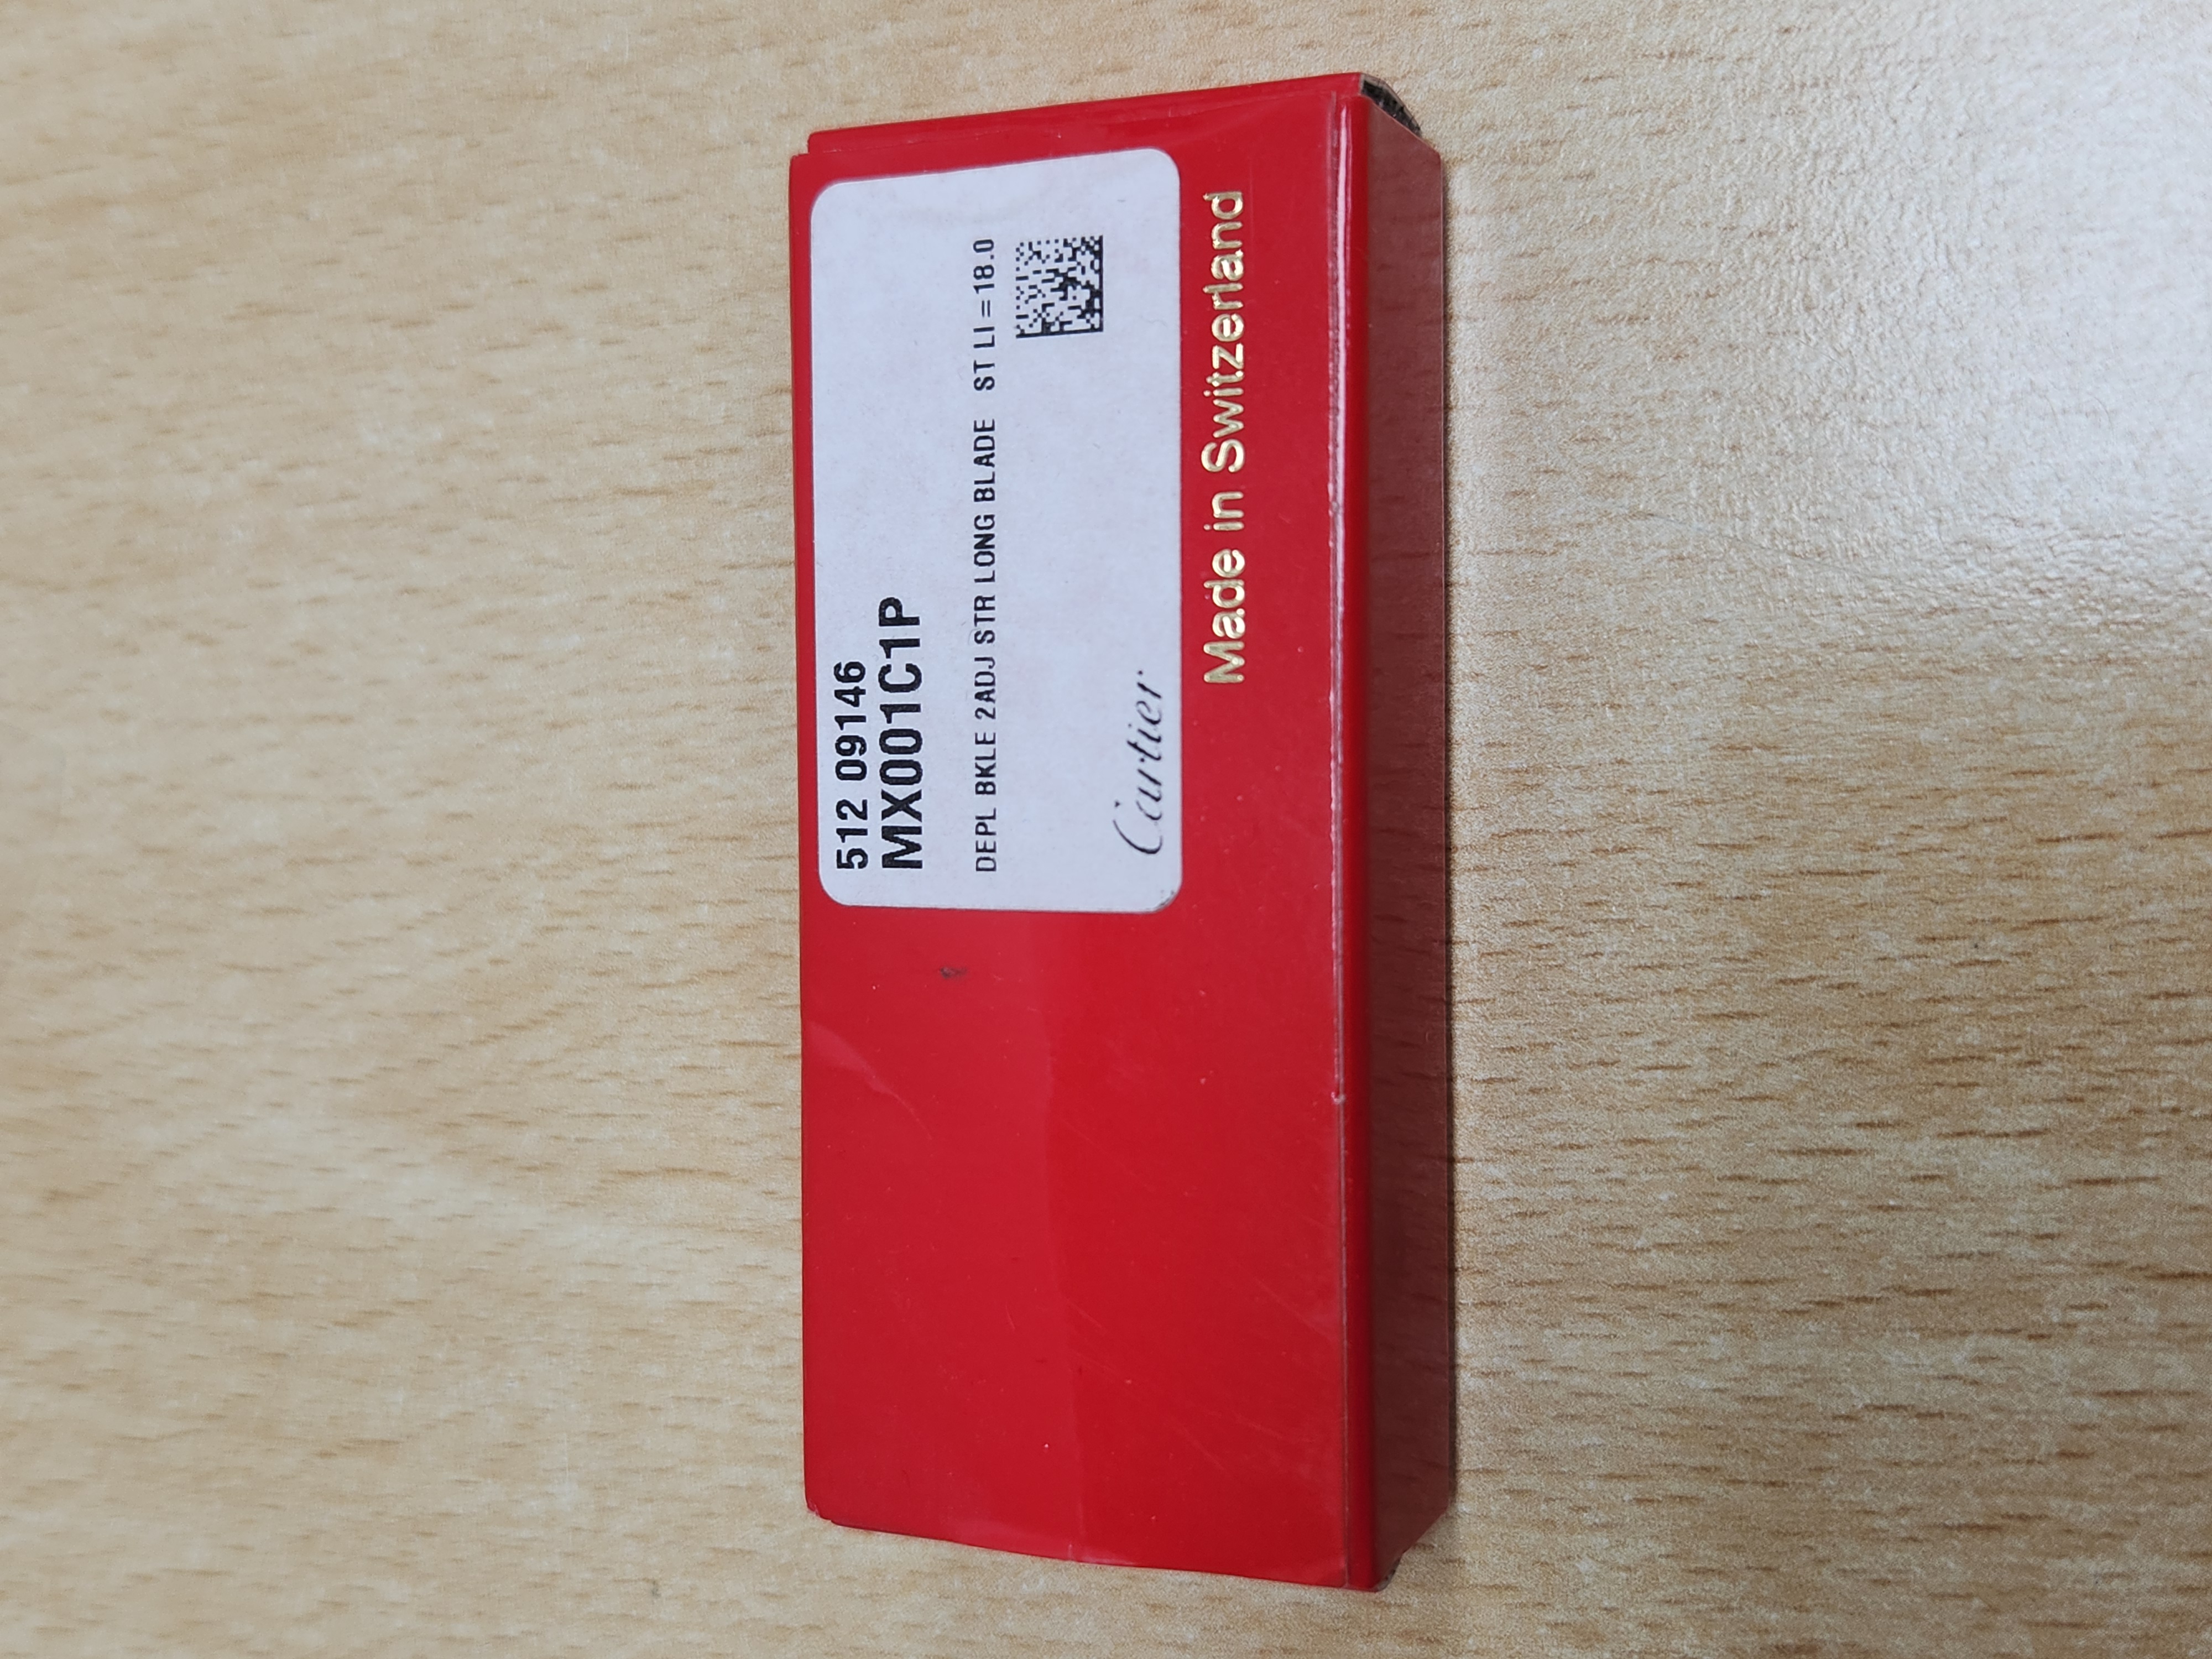 512 09146
MX001C1P
DEPL BKLE 2ADJ STR LONG BLADE ST LI = 18.0
Cartier
Made in Switzerland